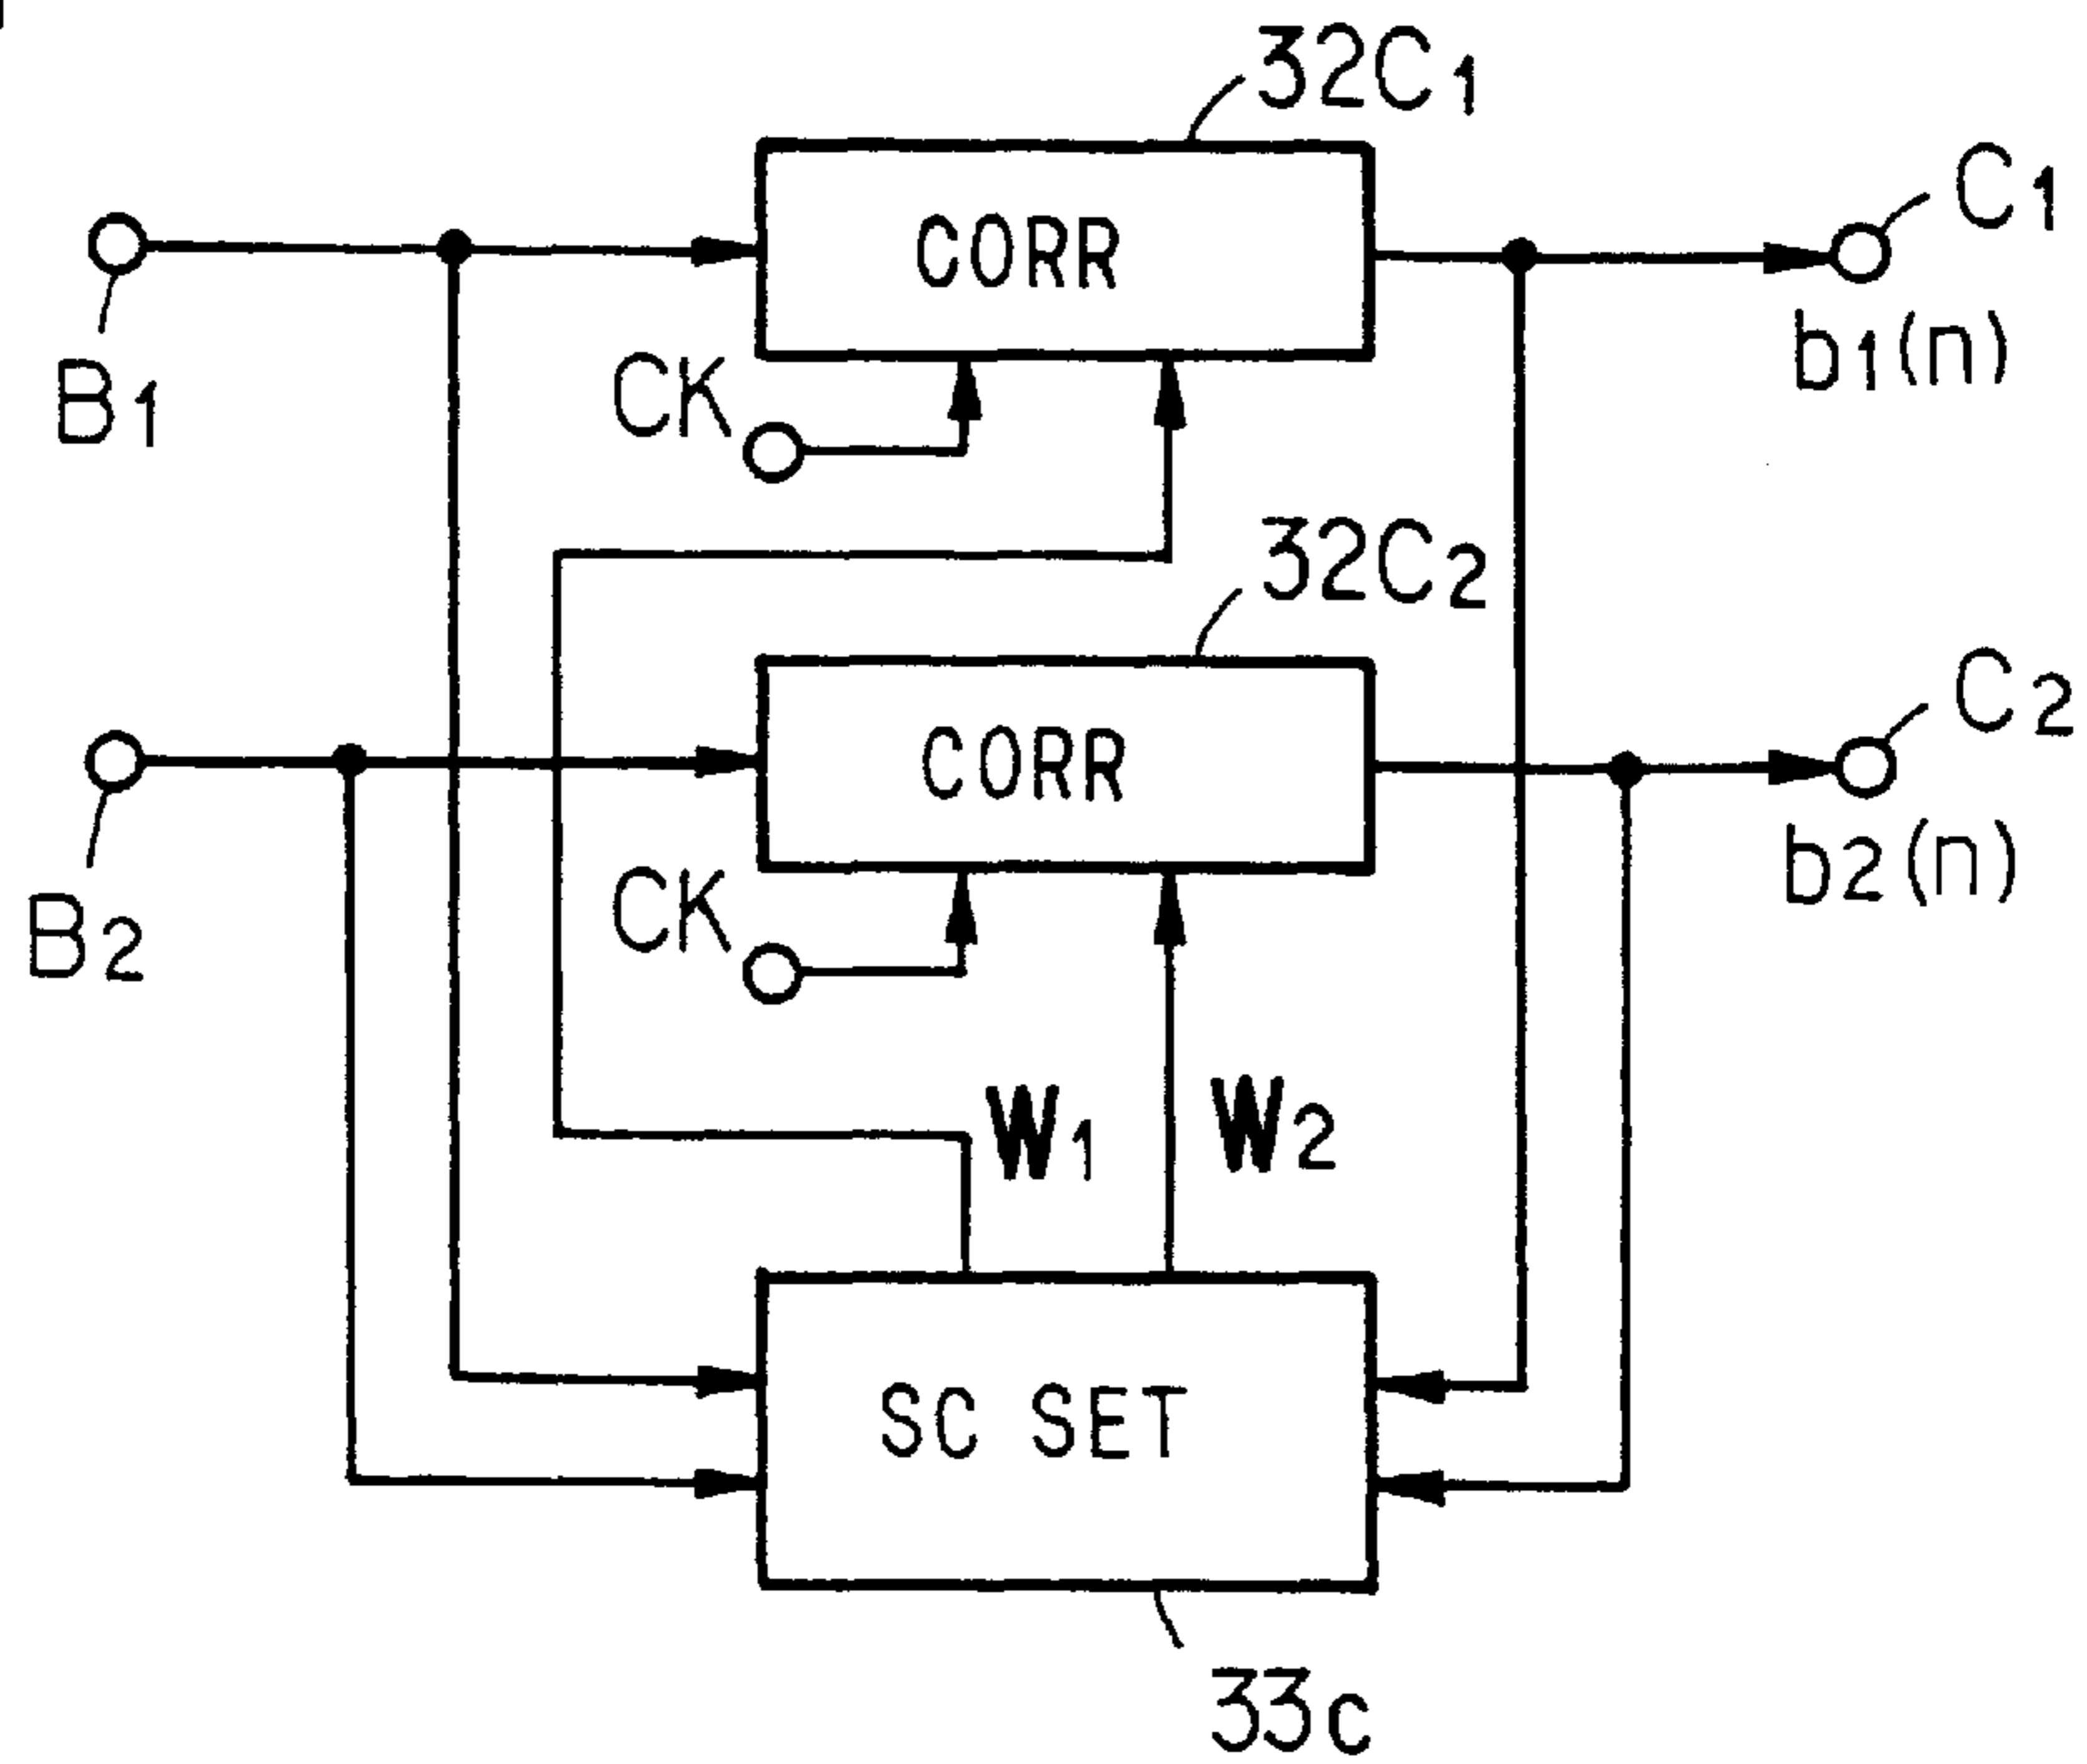 32C1
C1
CORR
b1(n)
B1
CK
32C2
C2
CORR
b2(n)
B2
CK
W1
W2
SC SET
33c